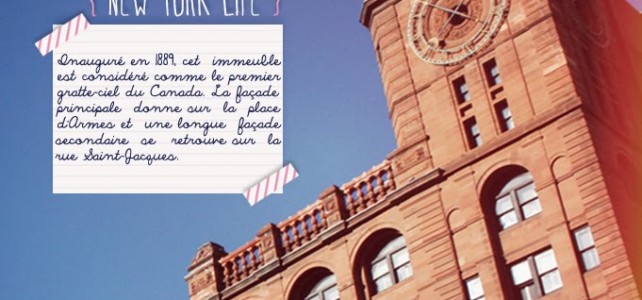 { NEW YORK LIFE }
Inauguré en 1889, cet immeuble
est considéré comme le premier
gratte-ciel du Canada. La façade
principale donne sur la place
d'Armes et une longue façade
secondaire se retrouve sur la
rue Saint-Jacques.